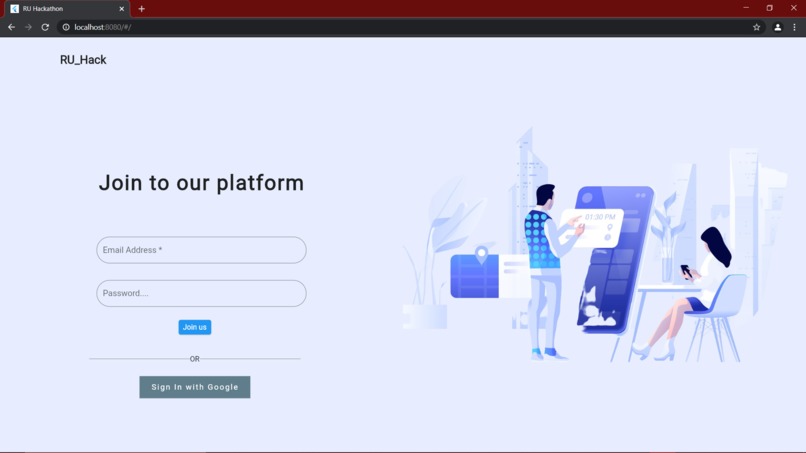 RU Hackathon
localhost:8080/#/
RU_Hack
Join to our platform
01:30 PM
Email Address *
Password....
Join us
OR
Sign In with Google